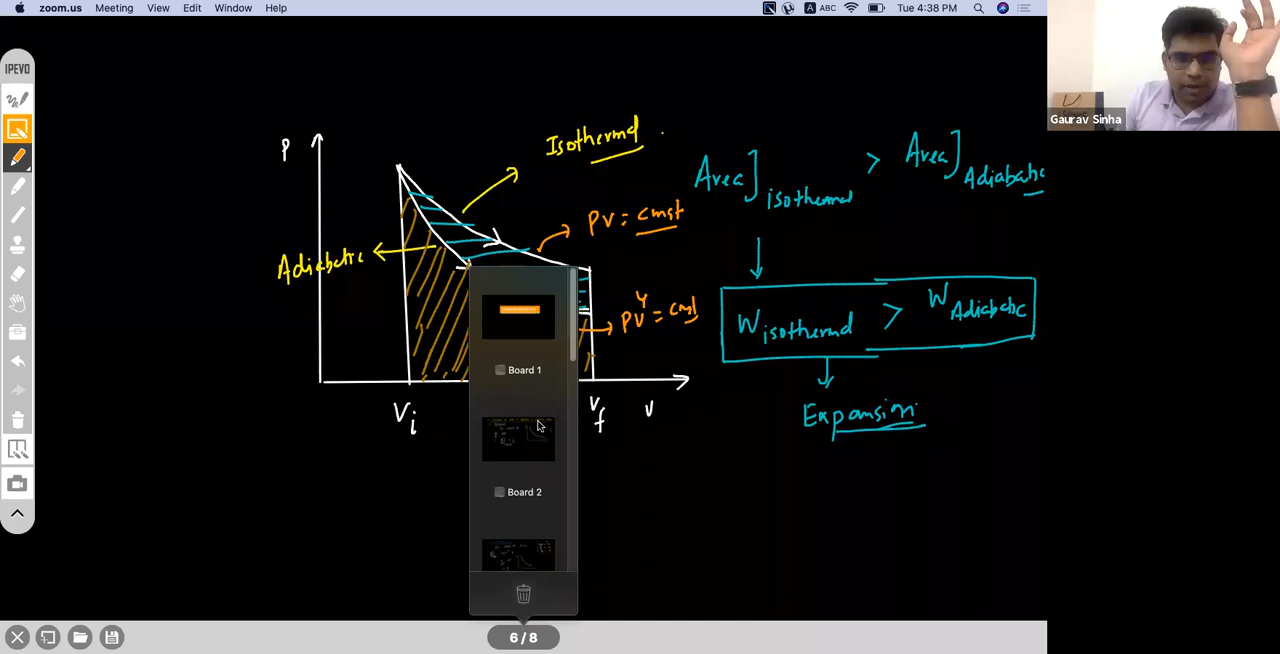 zoom.us Meeting View Edit Window Help
A ABC Tue 4:38 PM
IPEVO
Gaurav Sinha
P
Isothermal
Area]isothermal > Area]Adiabatic
PV = const
Adiabatic
PV^γ = const
W isothermal > W Adiabatic
Expansion
Vi
Vf
V
Board 1
Board 2
6 / 8